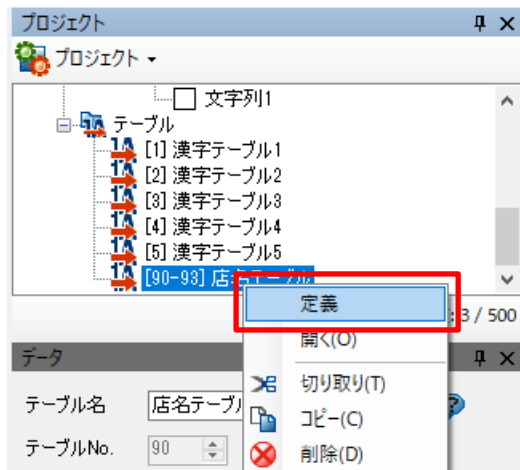 プロジェクト
プロジェクト
文字列1
テーブル
[1] 漢字テーブル1
[2] 漢字テーブル2
[3] 漢字テーブル3
[4] 漢字テーブル4
[5] 漢字テーブル5
[90-93] 店名テーブル
定義
3 / 500
開く(O)
データ
切り取り(T)
テーブル名 店名テーブル
コピー(C)
テーブルNo. 90
削除(D)